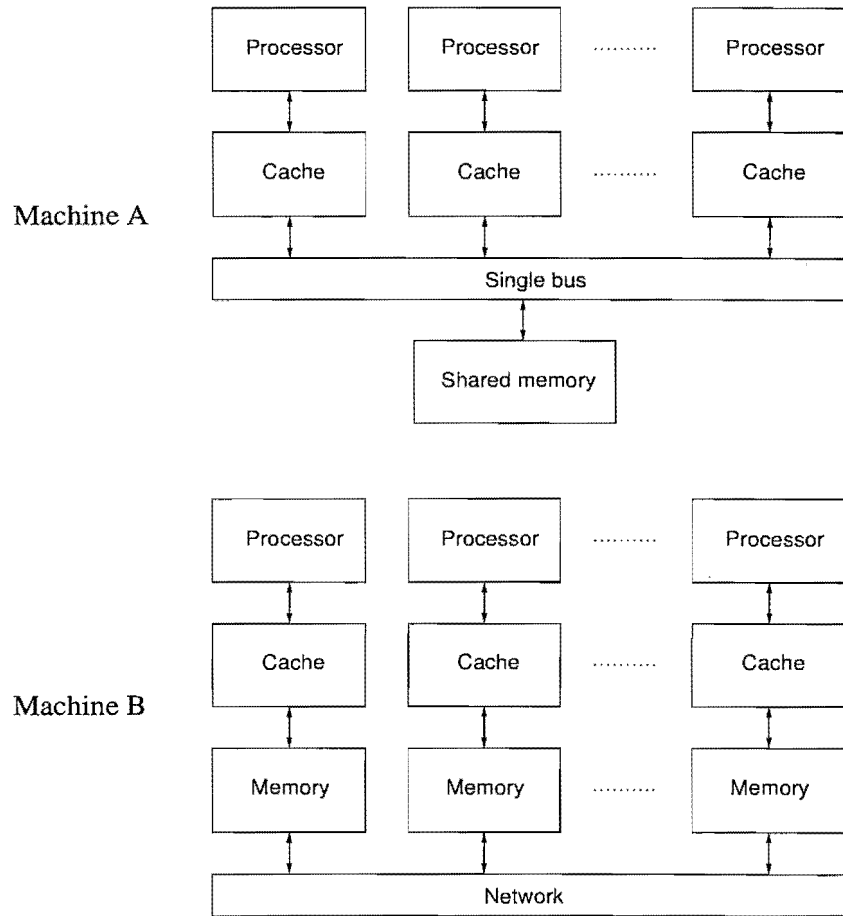 Processor Processor ......... Processor
Cache Cache ......... Cache
Machine A
Single bus
Shared memory
Processor Processor ......... Processor
Cache Cache ......... Cache
Machine B
Memory Memory ......... Memory
Network